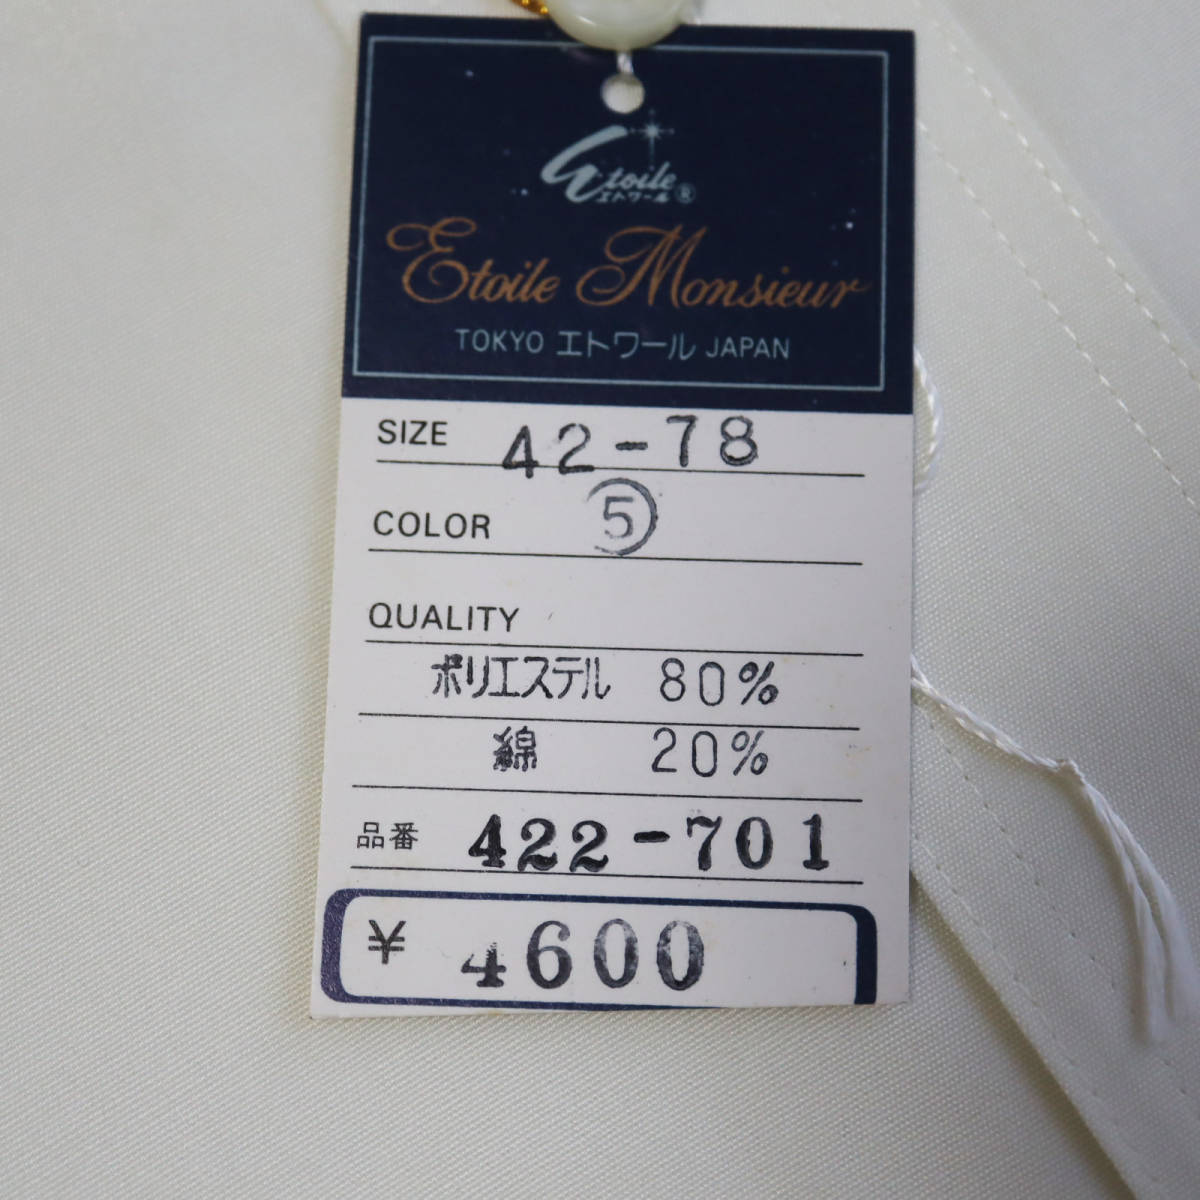 Etoile
エトワール®
Etoile Monsieur
TOKYO エトワール JAPAN
SIZE 42-78
COLOR ⑤
QUALITY
ポリエステル 80%
綿 20%
品番 422-701
¥ 4600